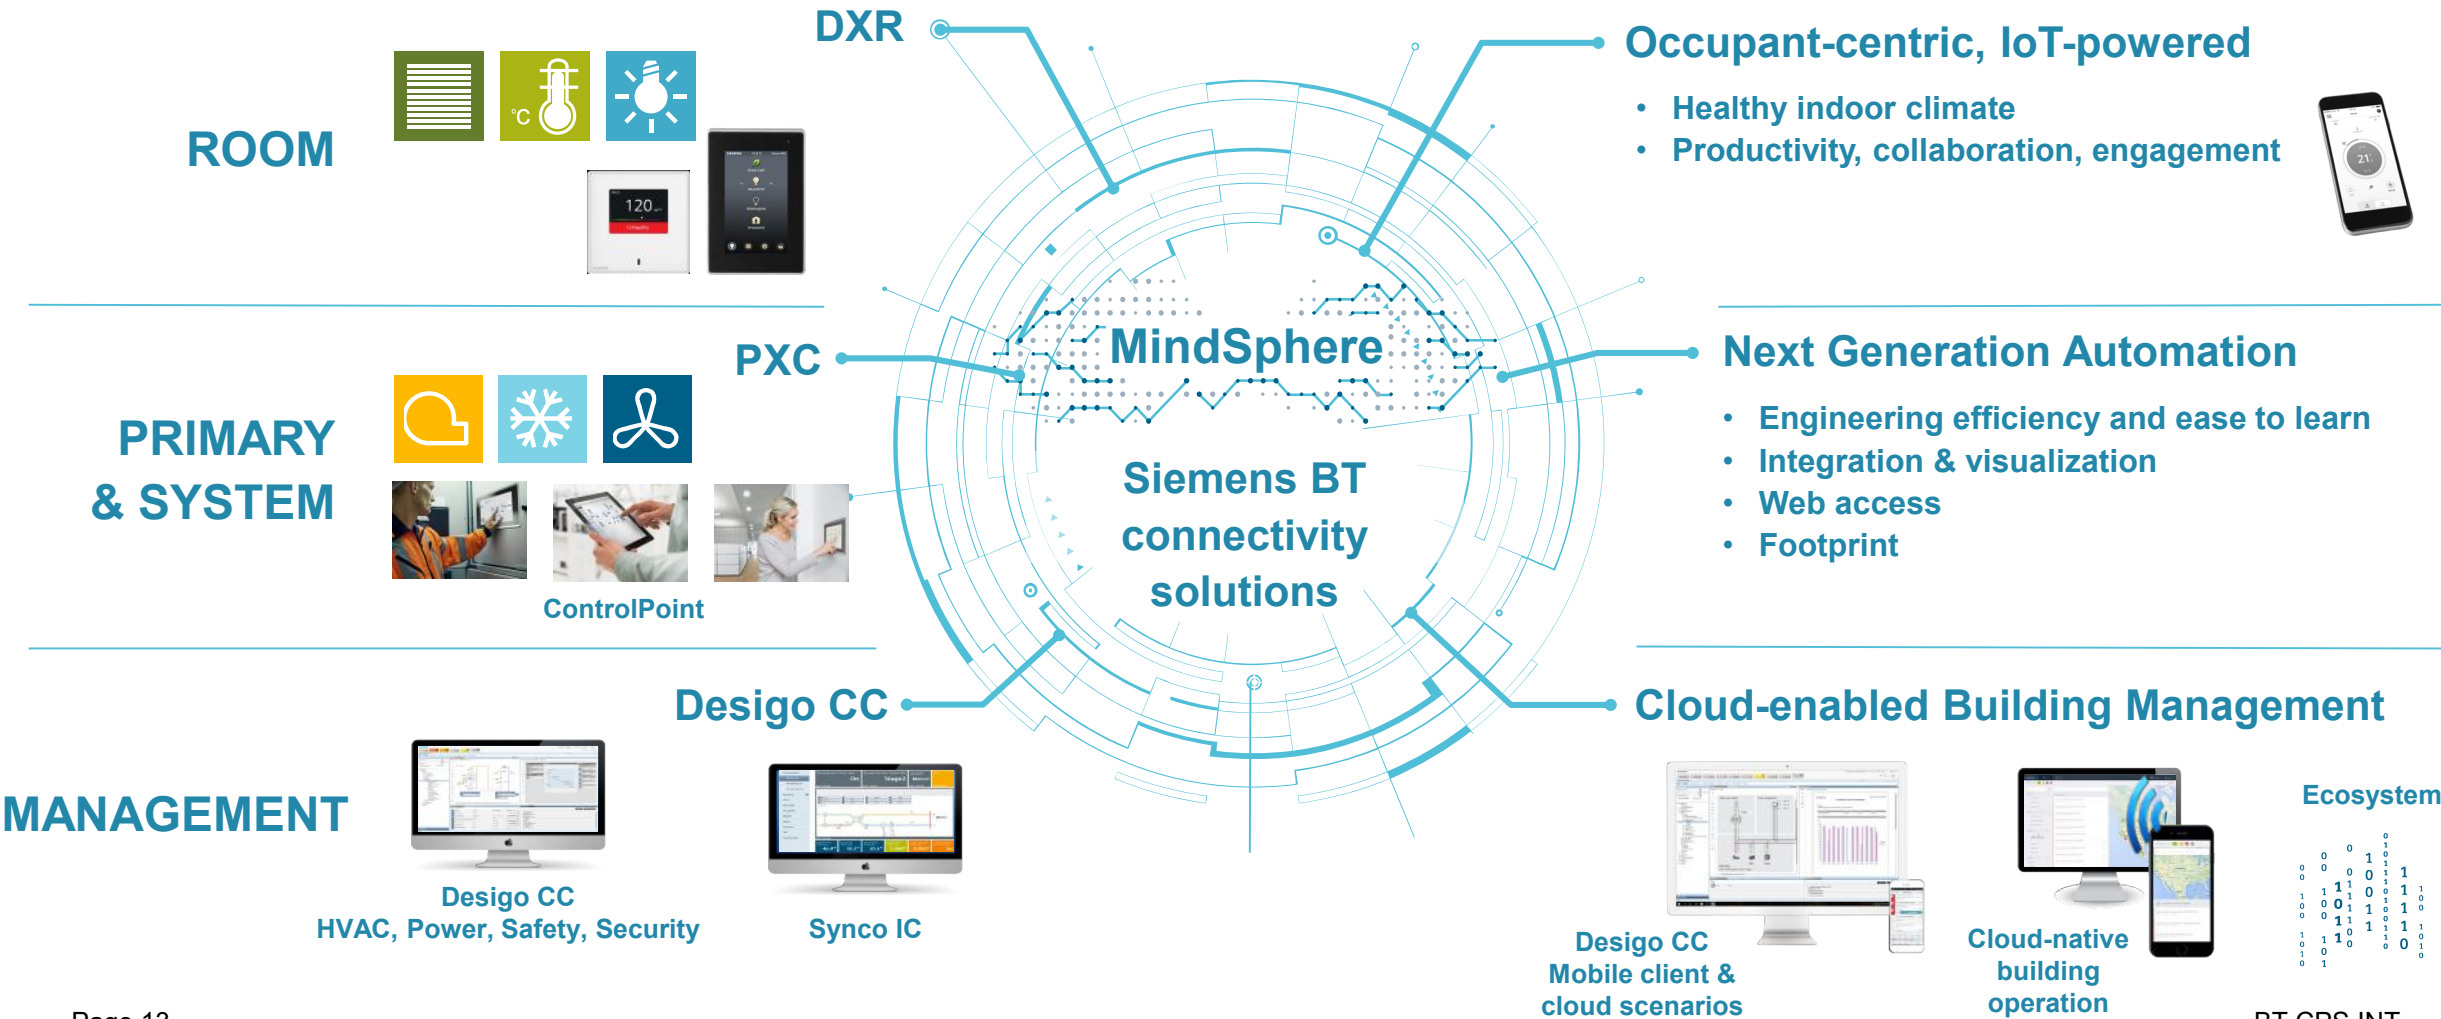 DXR
Occupant-centric, IoT-powered
• Healthy indoor climate
• Productivity, collaboration, engagement
ROOM
°C
120
21
MindSphere
PXC
Next Generation Automation
• Engineering efficiency and ease to learn
• Integration & visualization
• Web access
• Footprint
PRIMARY
& SYSTEM
ControlPoint
Siemens BT
connectivity
solutions
Desigo CC
Cloud-enabled Building Management
MANAGEMENT
Desigo CC
HVAC, Power, Safety, Security
Synco IC
Desigo CC
Mobile client &
cloud scenarios
Cloud-native
building
operation
Ecosystem